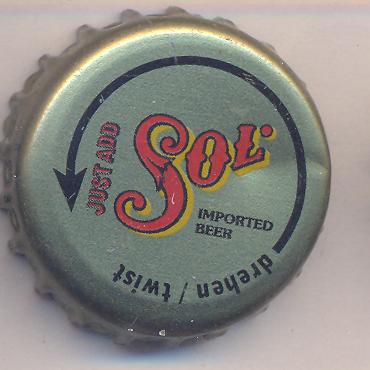 JUST ADD
SOL
IMPORTED
BEER
drehen / twist